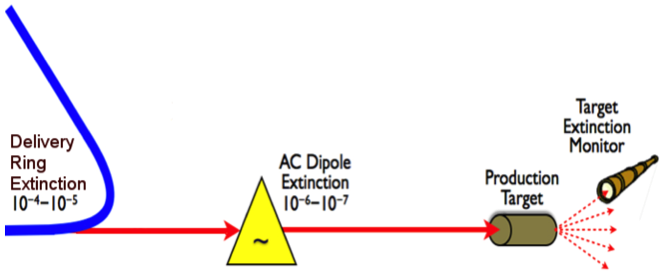 Delivery
Ring
Extinction
10⁻⁴–10⁻⁵
AC Dipole
Extinction
10⁻⁶–10⁻⁷
~
Production
Target
Target
Extinction
Monitor